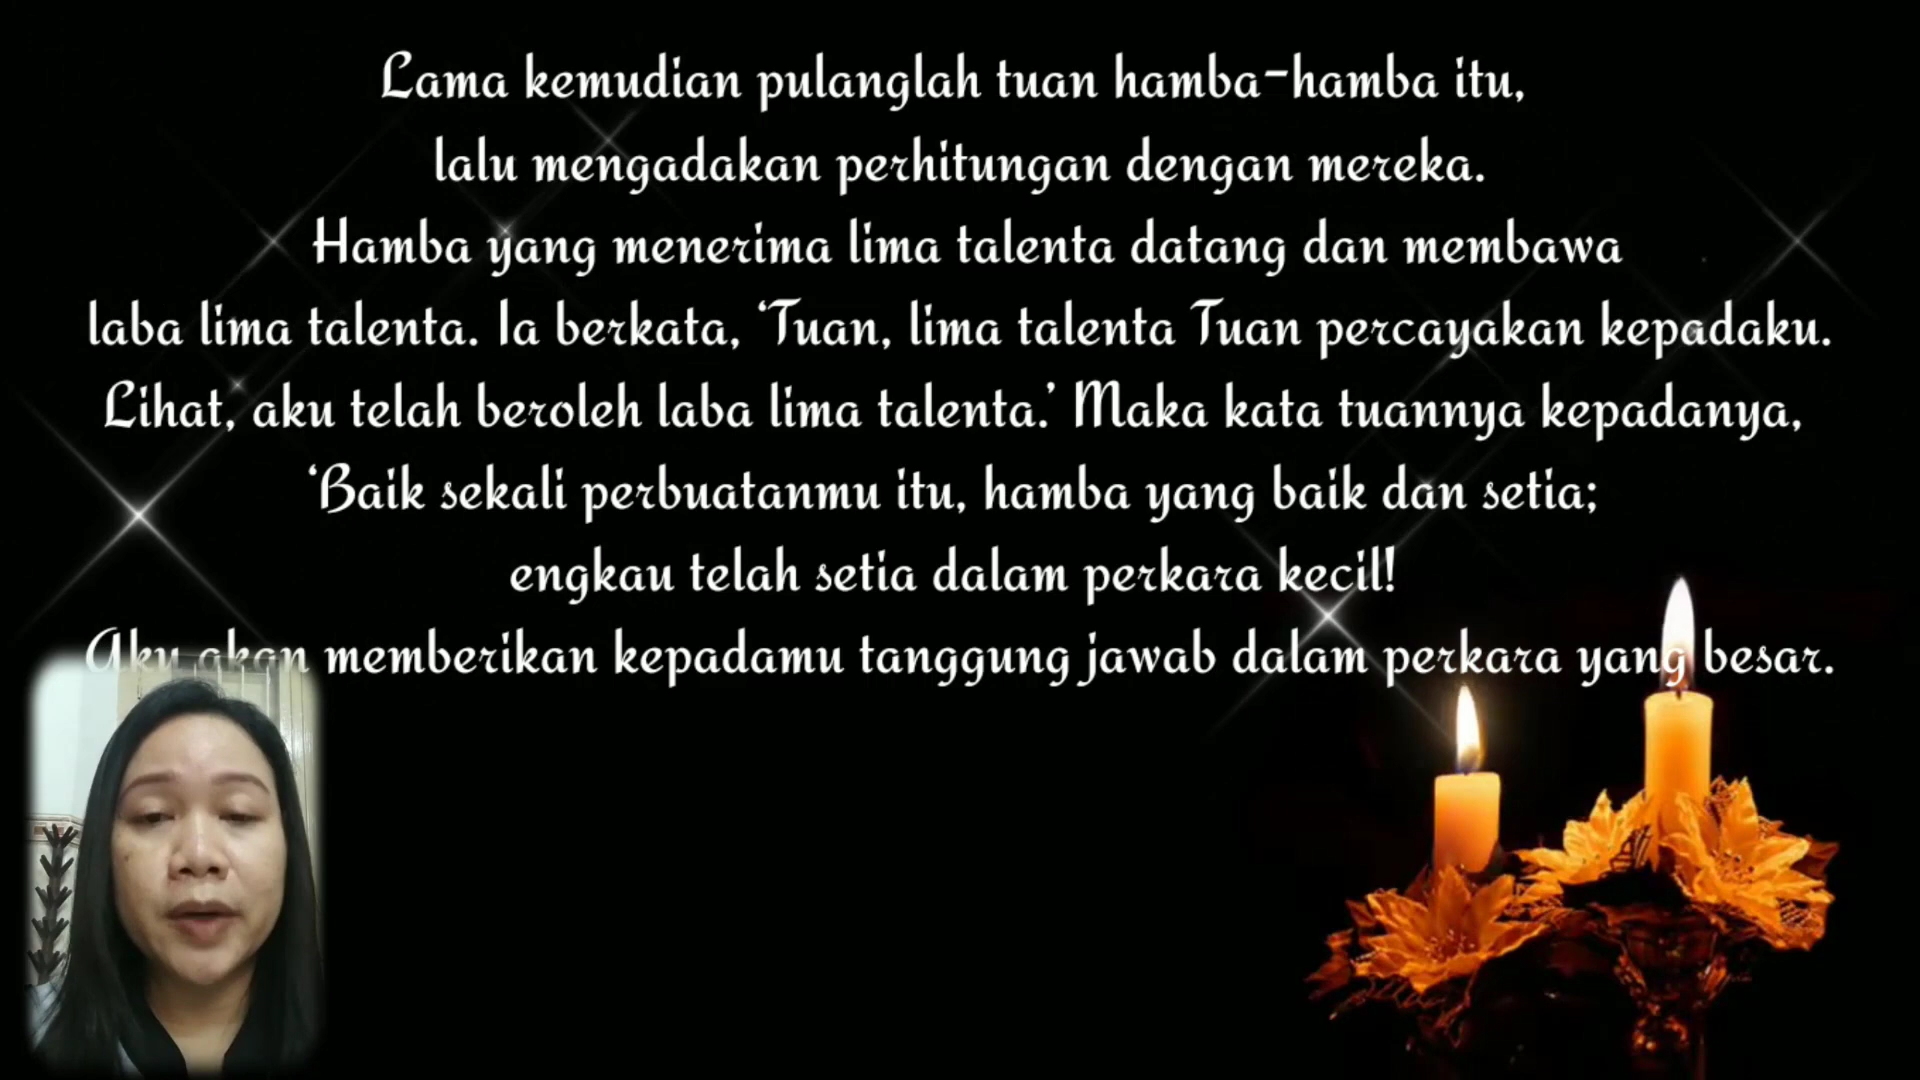 Lama kemudian pulanglah tuan hamba-hamba itu,
lalu mengadakan perhitungan dengan mereka.
Hamba yang menerima lima talenta datang dan membawa
laba lima talenta. Ia berkata, ‘Tuan, lima talenta Tuan percayakan kepadaku.
Lihat, aku telah beroleh laba lima talenta.’ Maka kata tuannya kepadanya,
‘Baik sekali perbuatanmu itu, hamba yang baik dan setia;
engkau telah setia dalam perkara kecil!
Aku akan memberikan kepadamu tanggung jawab dalam perkara yang besar.